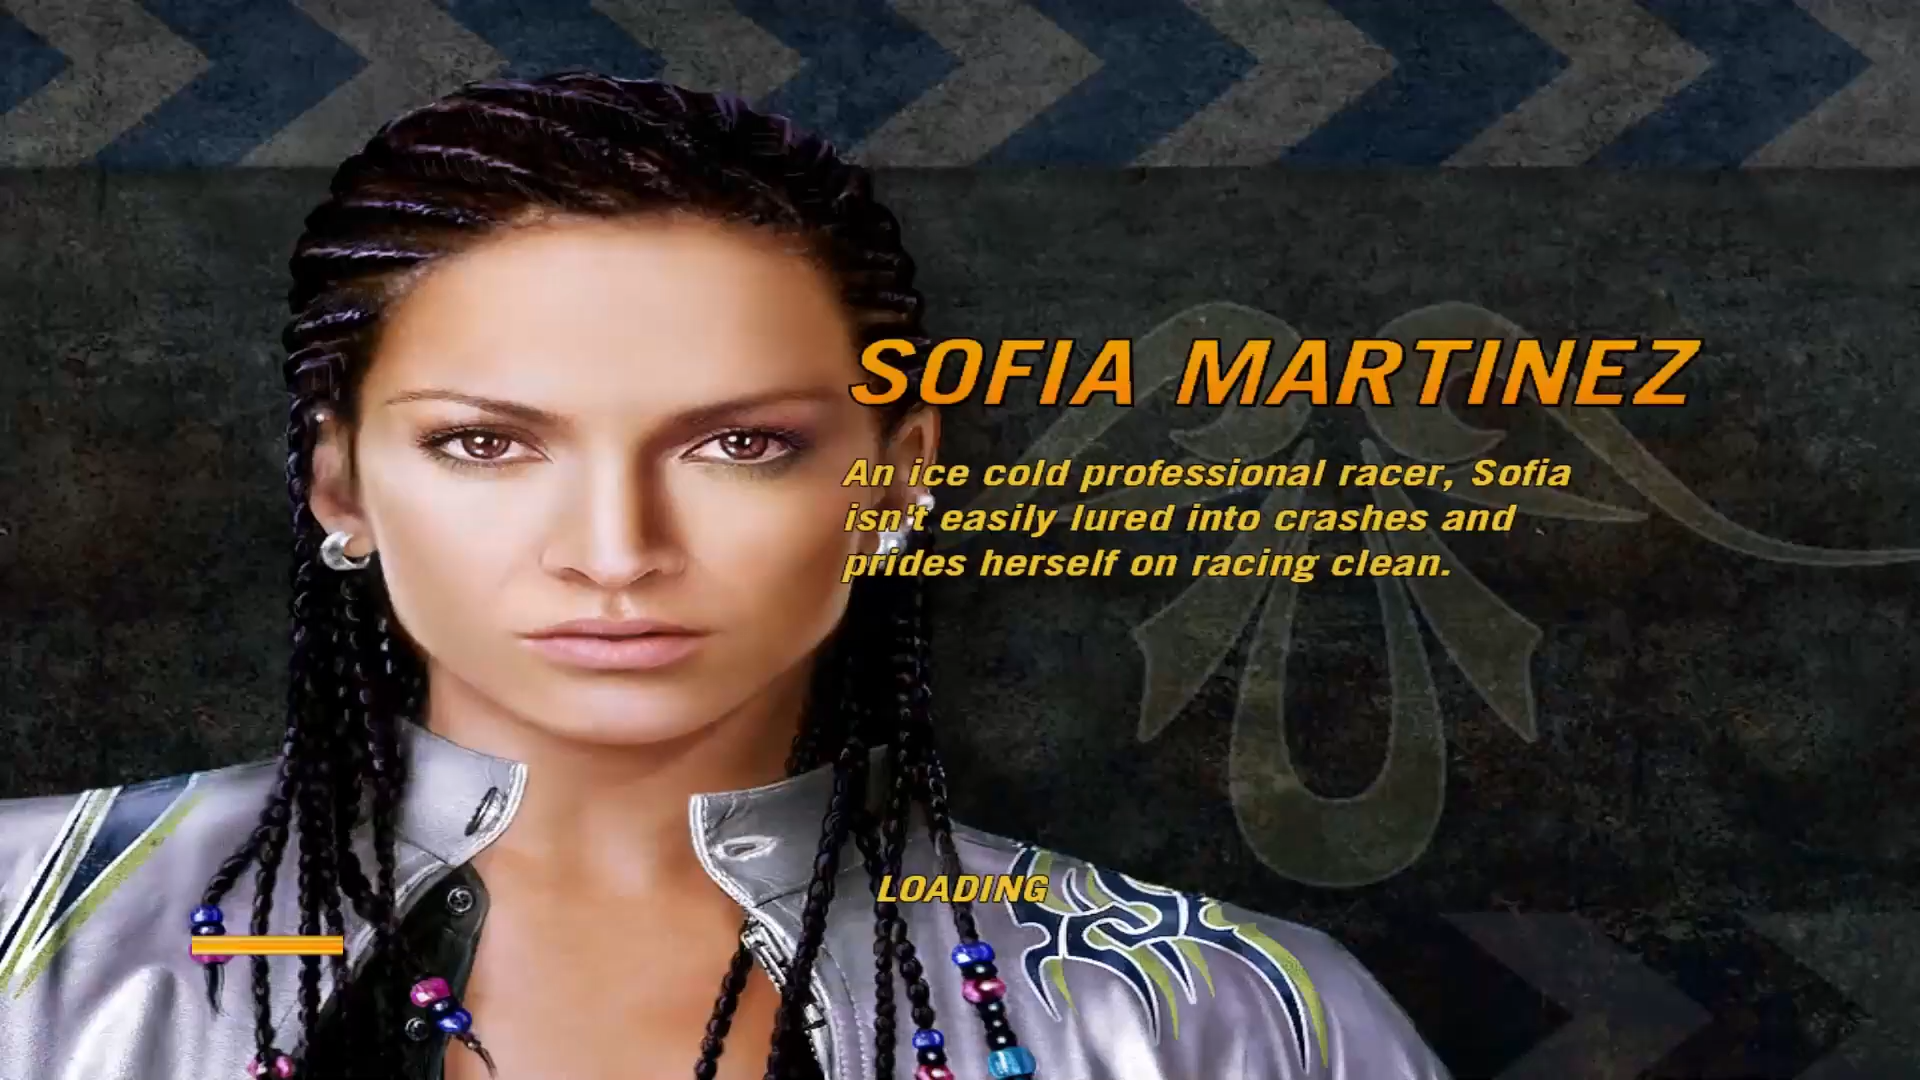 SOFIA MARTINEZ
An ice cold professional racer, Sofia
isn't easily lured into crashes and
prides herself on racing clean.
LOADING